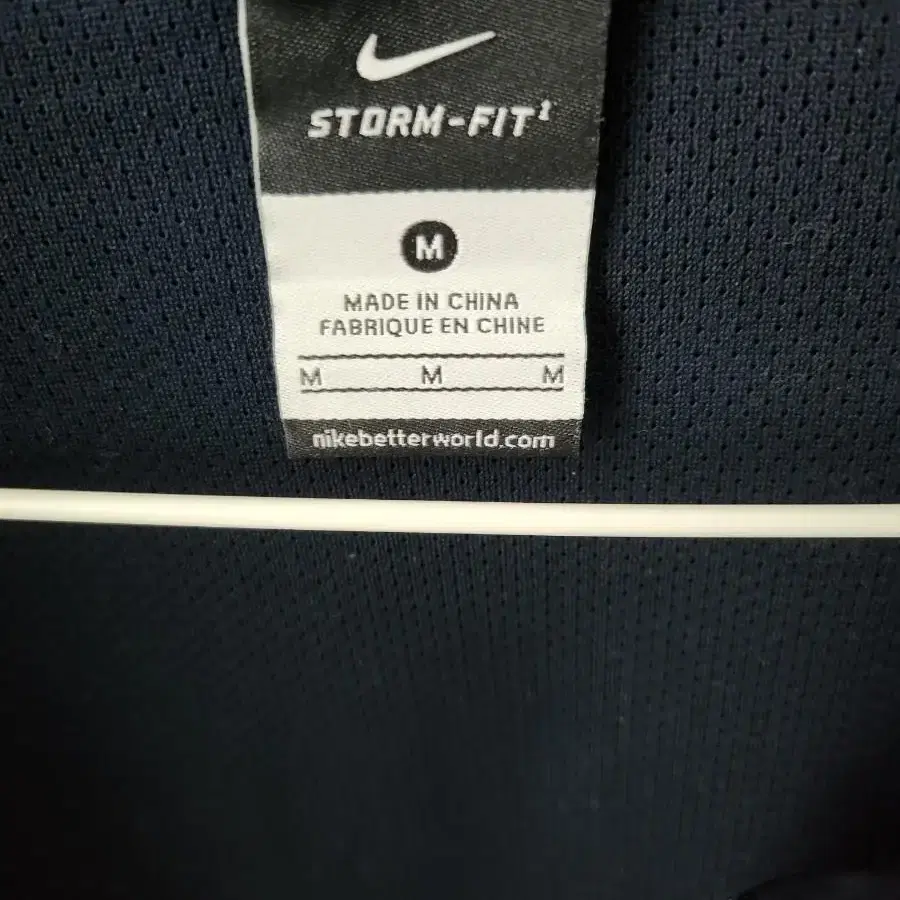 STORM-FIT¹
M
MADE IN CHINA
FABRIQUE EN CHINE
M M M
nikebetterworld.com